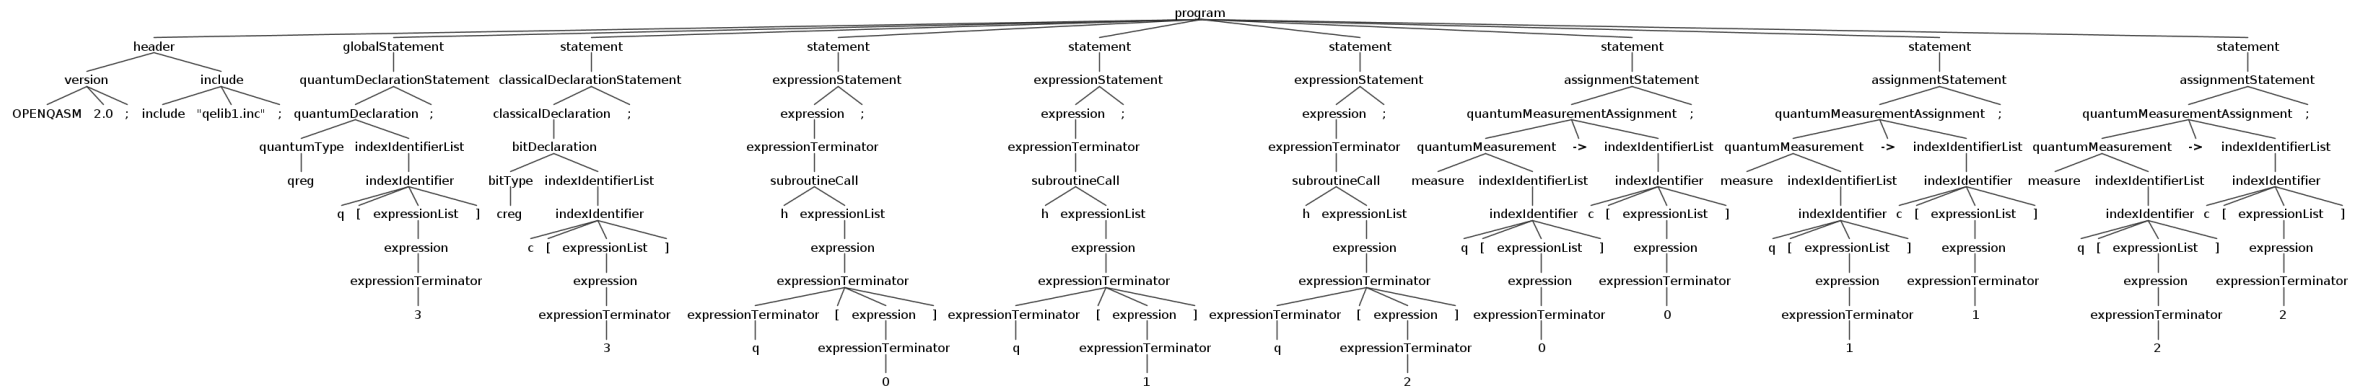 program
header globalStatement statement statement statement statement statement statement statement
version include quantumDeclarationStatement classicalDeclarationStatement expressionStatement expressionStatement expressionStatement assignmentStatement assignmentStatement assignmentStatement
OPENQASM 2.0 ; include "qelib1.inc" ; quantumDeclaration ; classicalDeclaration ; expression ; expression ; expression ; quantumMeasurementAssignment ; quantumMeasurementAssignment ; quantumMeasurementAssignment ;
quantumType indexIdentifierList bitDeclaration expressionTerminator expressionTerminator expressionTerminator quantumMeasurement -> indexIdentifierList quantumMeasurement -> indexIdentifierList quantumMeasurement -> indexIdentifierList
qreg indexIdentifier bitType indexIdentifierList subroutineCall subroutineCall subroutineCall measure indexIdentifierList indexIdentifier measure indexIdentifierList indexIdentifier measure indexIdentifierList indexIdentifier
q [ expressionList ] creg indexIdentifier h expressionList h expressionList h expressionList indexIdentifier c [ expressionList ] indexIdentifier c [ expressionList ] indexIdentifier c [ expressionList ]
expression c [ expressionList ] expression expression expression q [ expressionList ] expression q [ expressionList ] expression q [ expressionList ] expression
expressionTerminator expression expressionTerminator expressionTerminator expressionTerminator expression expressionTerminator expression expressionTerminator expression expressionTerminator
3 expressionTerminator expressionTerminator [ expression ] expressionTerminator [ expression ] expressionTerminator [ expression ] expressionTerminator 0 expressionTerminator 1 expressionTerminator 2
3 q expressionTerminator q expressionTerminator q expressionTerminator 0 1 2
0 1 2